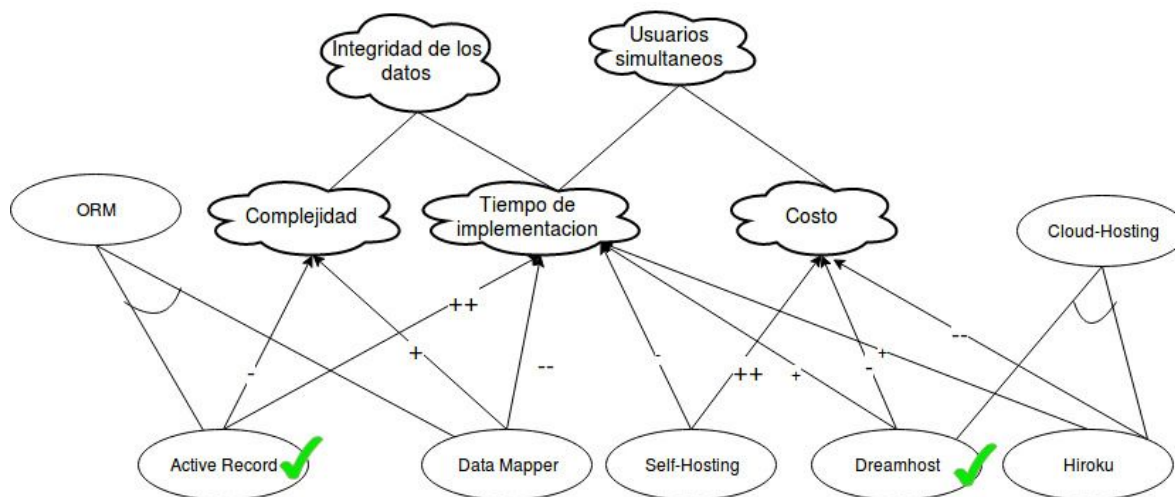 Integridad de los
datos
Usuarios
simultaneos
ORM
Complejidad
Tiempo de
implementacion
Costo
Cloud-Hosting
++
-
+
--
-
++
+
-
+
--
Active Record
Data Mapper
Self-Hosting
Dreamhost
Hiroku